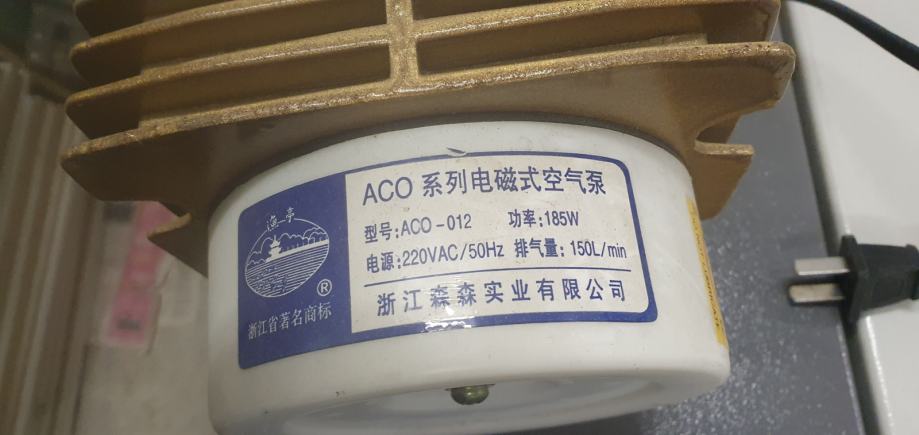 ACO 系列电磁式空气泵
型号:ACO-012 功率:185W
电源:220VAC/50Hz 排气量:150L/min
浙江森森实业有限公司
渔亭
®
浙江省著名商标